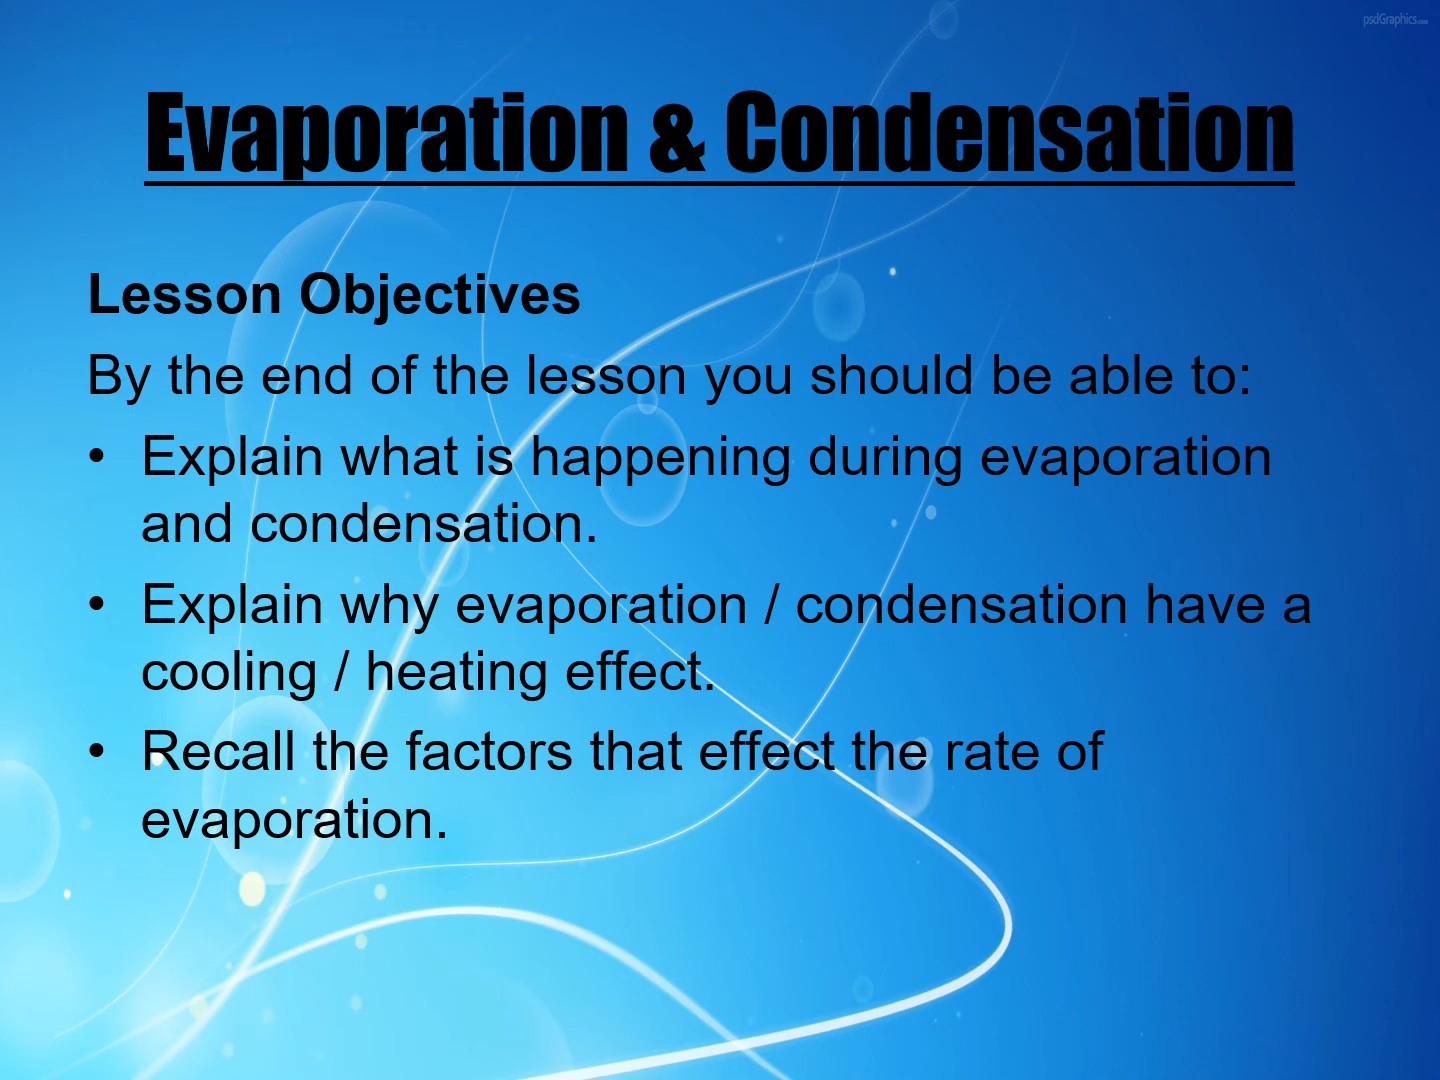 psdGraphics.com
Evaporation & Condensation
Lesson Objectives
By the end of the lesson you should be able to:
• Explain what is happening during evaporation
and condensation.
• Explain why evaporation / condensation have a
cooling / heating effect.
• Recall the factors that effect the rate of
evaporation.